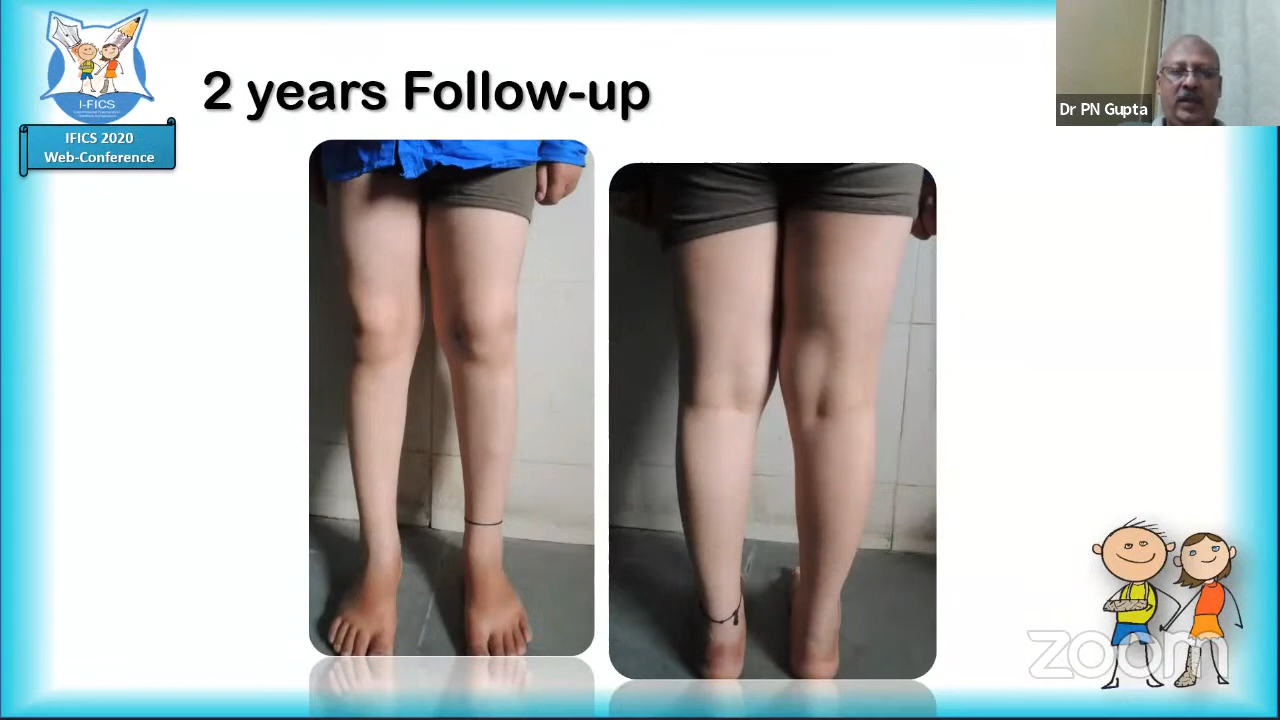 I-FICS
IFICS 2020
Web-Conference
2 years Follow-up
Dr PN Gupta
zoom